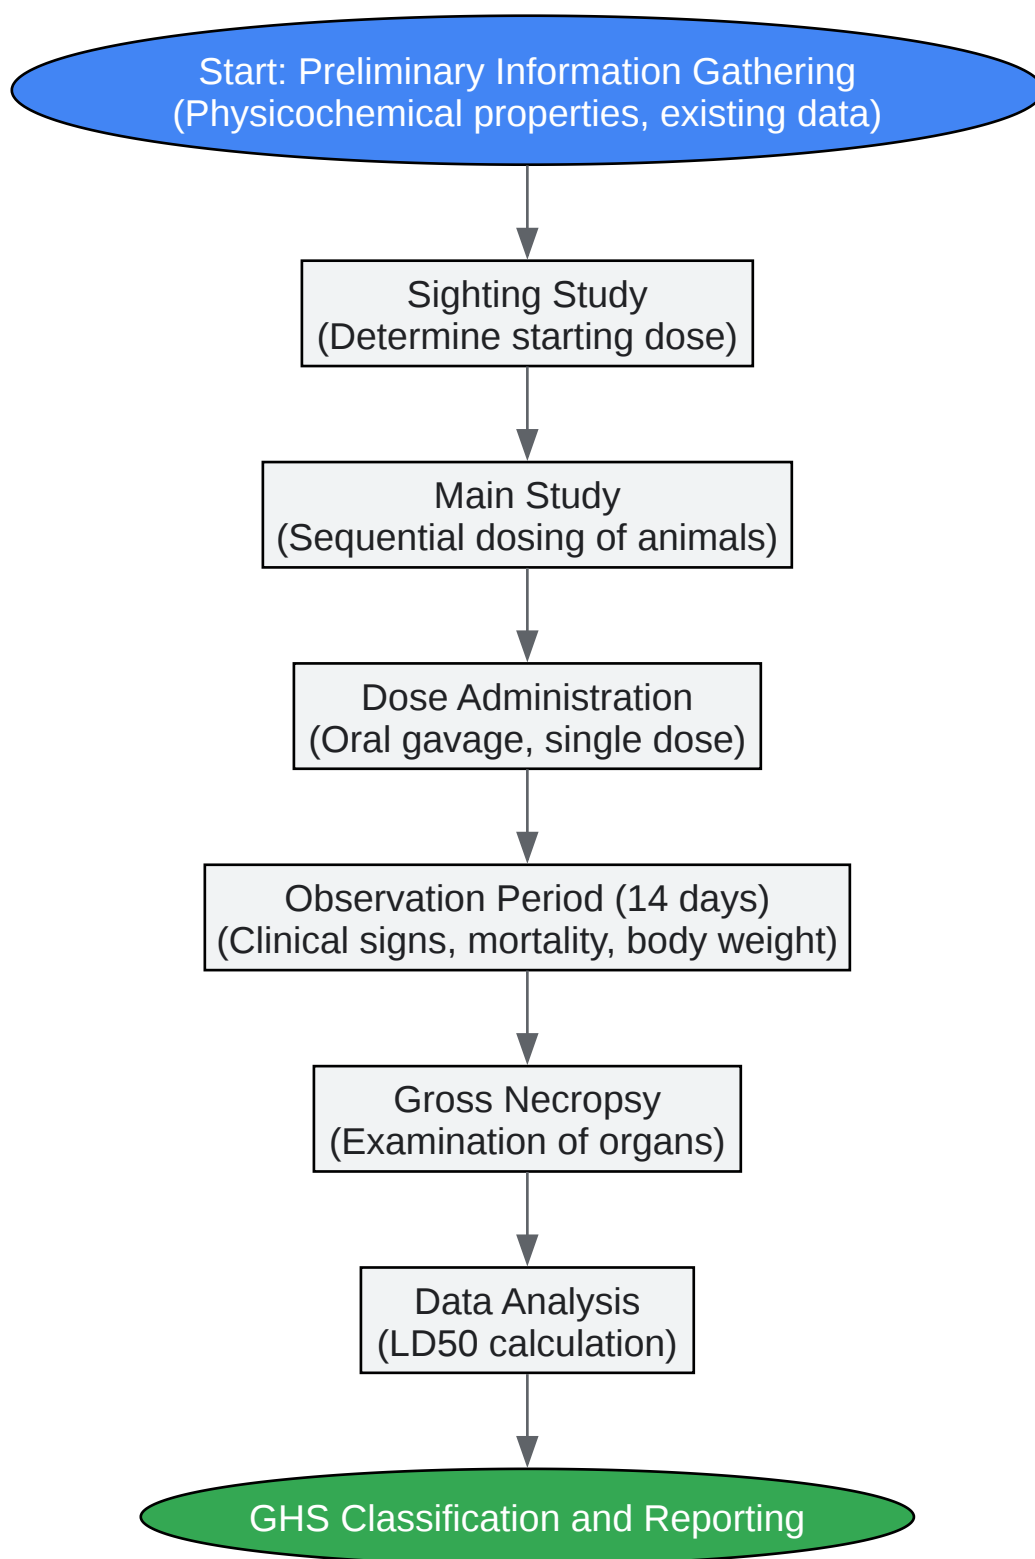 Start: Preliminary Information Gathering
(Physicochemical properties, existing data)
Sighting Study
(Determine starting dose)
Main Study
(Sequential dosing of animals)
Dose Administration
(Oral gavage, single dose)
Observation Period (14 days)
(Clinical signs, mortality, body weight)
Gross Necropsy
(Examination of organs)
Data Analysis
(LD50 calculation)
GHS Classification and Reporting